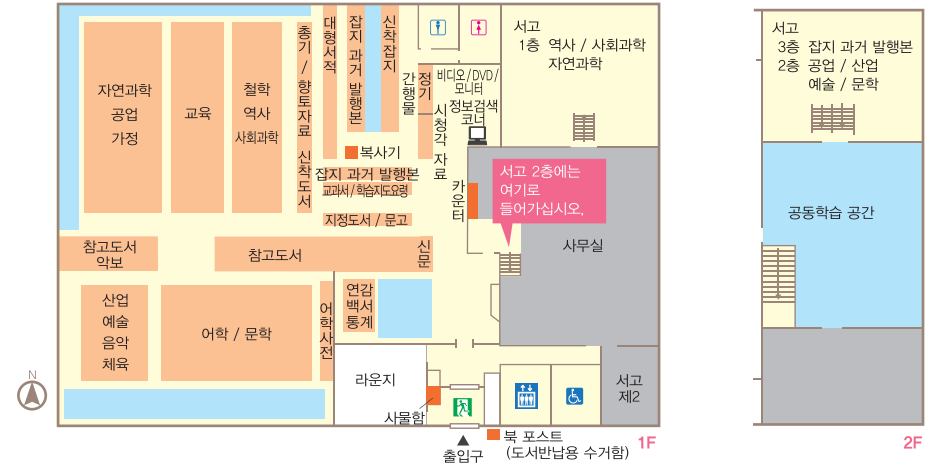 자연과학
공업
가정
교육
철학
역사
사회과학
총기 / 향토자료
신착도서
대형서적
잡지 과거 발행본
신착잡지
정기
간행물
시청각 자료
비디오/DVD/
모니터
정보검색
코너
서고
1층 역사 / 사회과학
자연과학
복사기
잡지 과거 발행본
교과서/학습지도요령
지정도서 / 문고
카운터
서고 2층에는
여기로
들어가십시오.
사무실
참고도서
악보
참고도서
신문
산업
예술
음악
체육
어학 / 문학
어학사전
연감
백서
통계
라운지
사물함
서고
제2
N
출입구
북 포스트
(도서반납용 수거함)
1F
서고
3층 잡지 과거 발행본
2층 공업 / 산업
예술 / 문학
공동학습 공간
2F